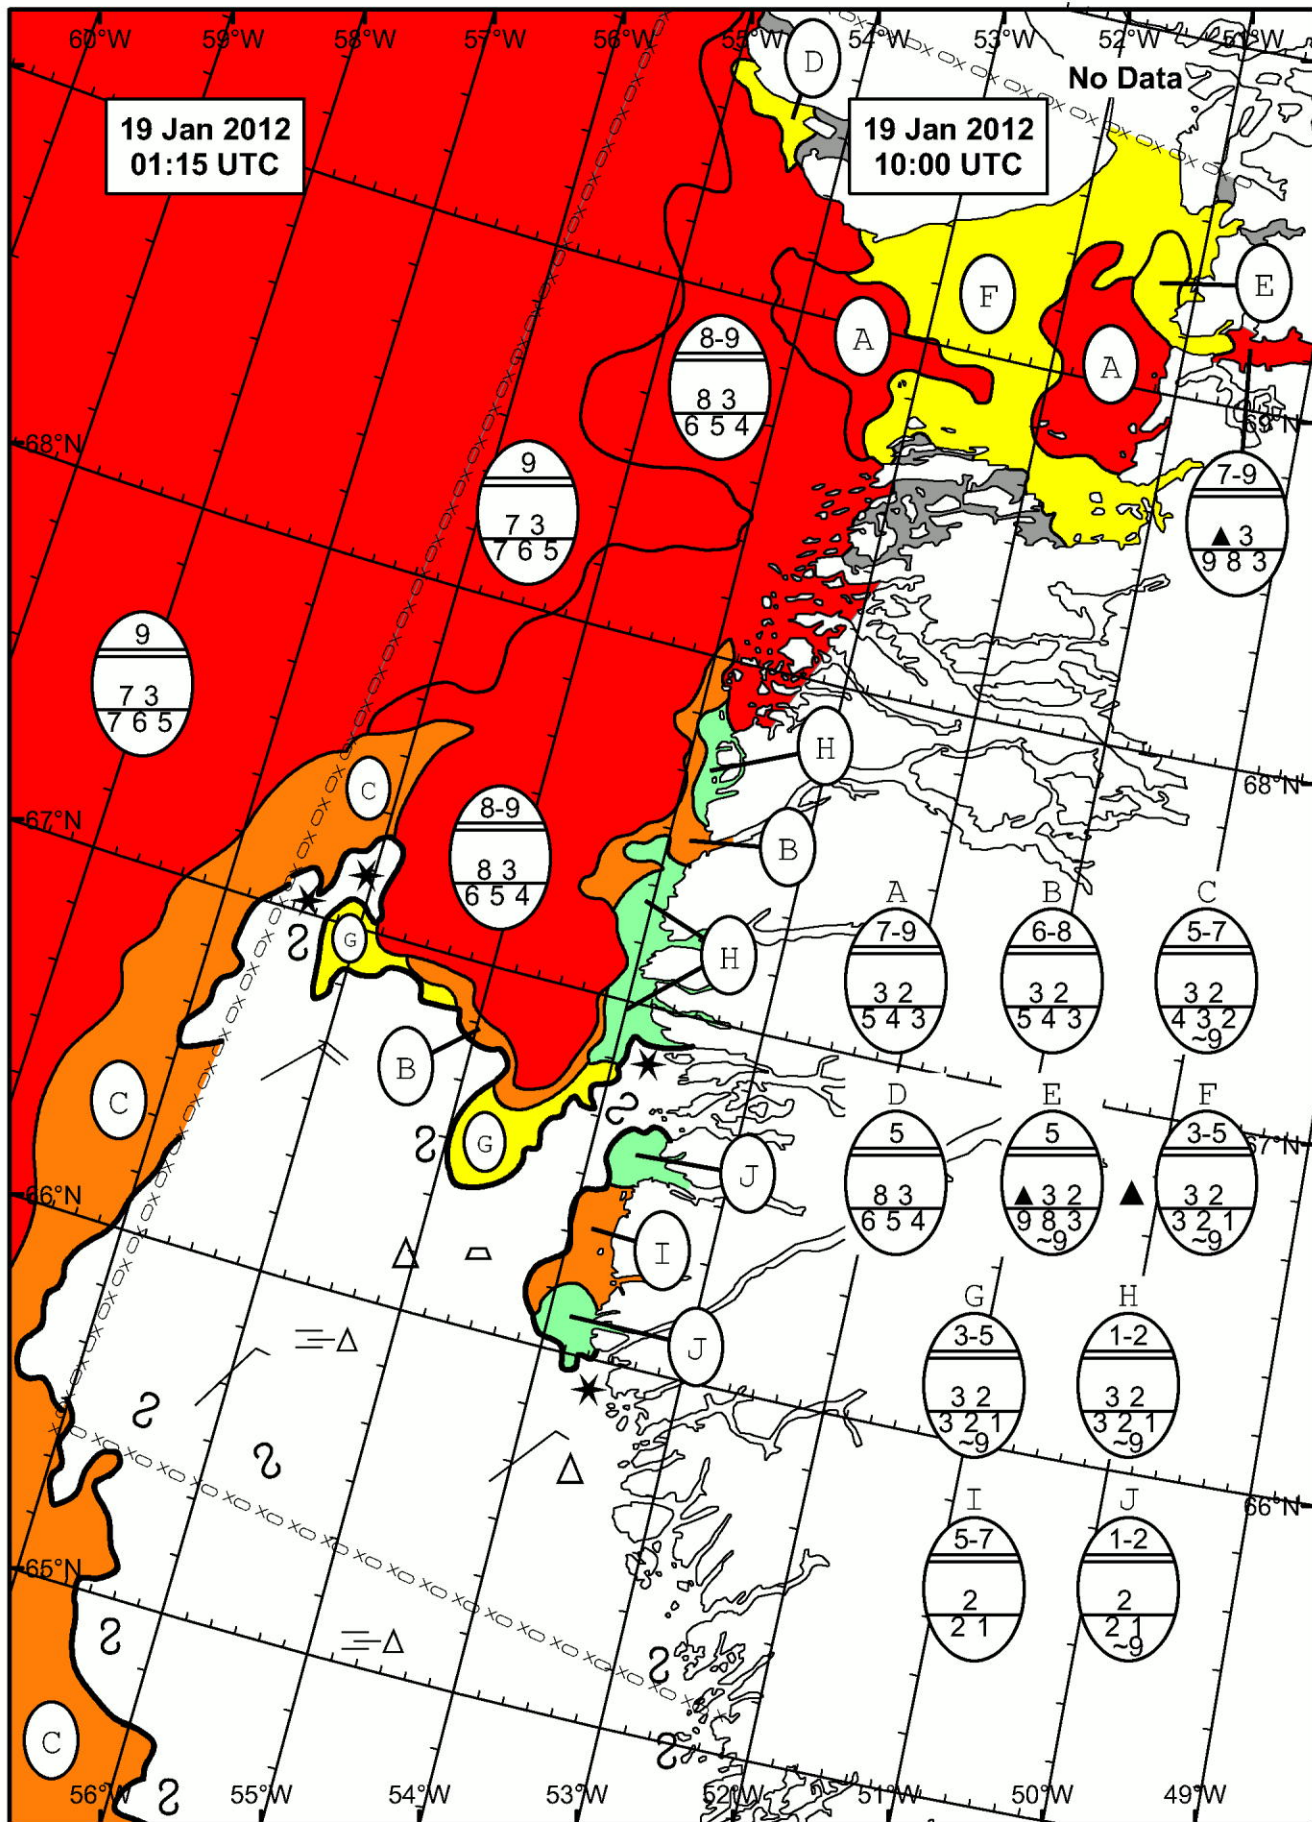 60°W 59°W 58°W 57°W 56°W 55°W 54°W 53°W 52°W 51°W
D
No Data
19 Jan 2012
01:15 UTC
19 Jan 2012
10:00 UTC
F
E
A
A
8-9
8 3
6 5 4
69°N
68°N
9
7 3
7 6 5
7-9
▲ 3
9 8 3
9
7 3
7 6 5
H
68°N
C
67°N
8-9
8 3
6 5 4
B
G
H
A
7-9
3 2
5 4 3
B
6-8
3 2
5 4 3
C
5-7
3 2
4 3 2
~9
B
C
G
67°N
D
5
8 3
6 5 4
E
5
▲ 3 2
9 8 3
~9
▲
F
3-5
3 2
3 2 1
~9
J
66°N
I
J
G
3-5
3 2
3 2 1
~9
H
1-2
3 2
3 2 1
~9
66°N
I
5-7
2
2 1
J
1-2
2
2 1
~9
65°N
C
56°W 55°W 54°W 53°W 52°W 51°W 50°W 49°W